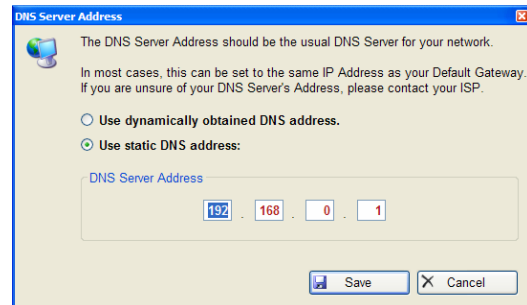 DNS Server Address
The DNS Server Address should be the usual DNS Server for your network.
In most cases, this can be set to the same IP Address as your Default Gateway.
If you are unsure of your DNS Server's Address, please contact your ISP.
Use dynamically obtained DNS address.
Use static DNS address:
DNS Server Address
192 . 168 . 0 . 1
Save Cancel